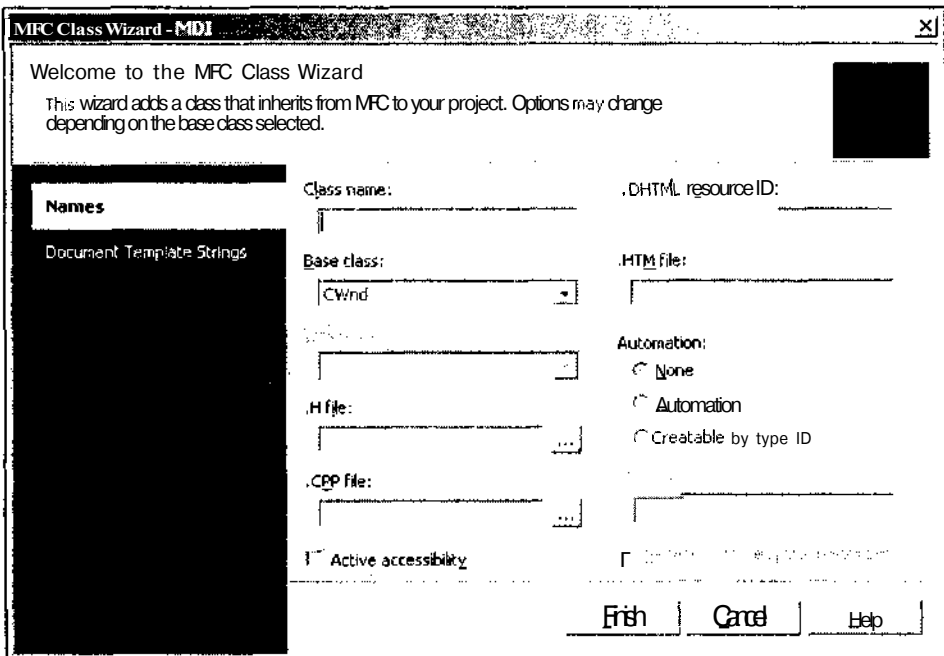 MFC Class Wizard - MDI
Welcome to the MFC Class Wizard
This wizard adds a class that inherits from MFC to your project. Options may change
depending on the base class selected.
Names
Document Template Strings
Class name:
Base class:
CWnd
.H file:
...
.CPP file:
...
Active accessibility
.DHTML resource ID:
.HTM file:
Automation:
None
Automation
Creatable by type ID
Finish
Cancel
Help